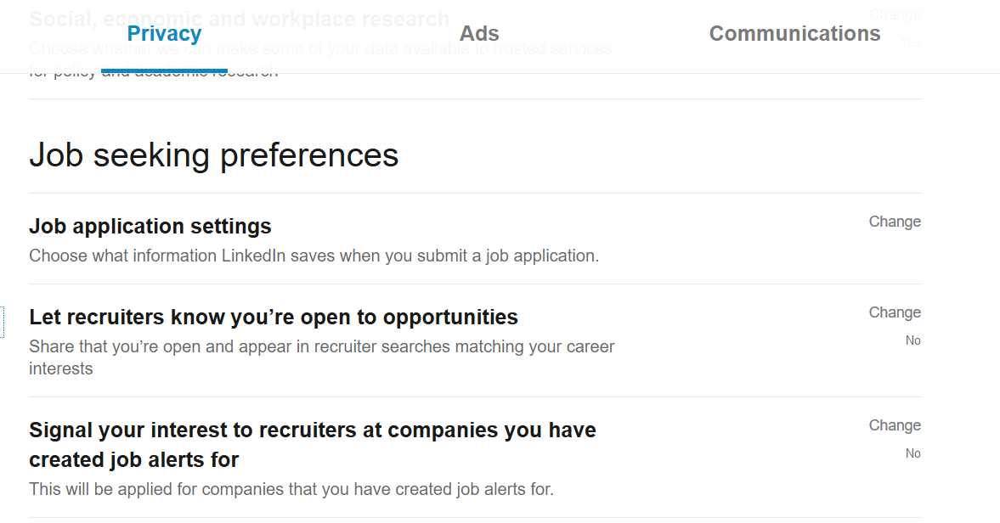 Social, economic and workplace research
Change
Privacy
Ads
Communications
Choose whether we can make some of your data available to trusted services
Yes
for policy and academic research
Job seeking preferences
Job application settings
Change
Choose what information LinkedIn saves when you submit a job application.
Let recruiters know you’re open to opportunities
Change
Share that you’re open and appear in recruiter searches matching your career
No
interests
Signal your interest to recruiters at companies you have
Change
created job alerts for
No
This will be applied for companies that you have created job alerts for.